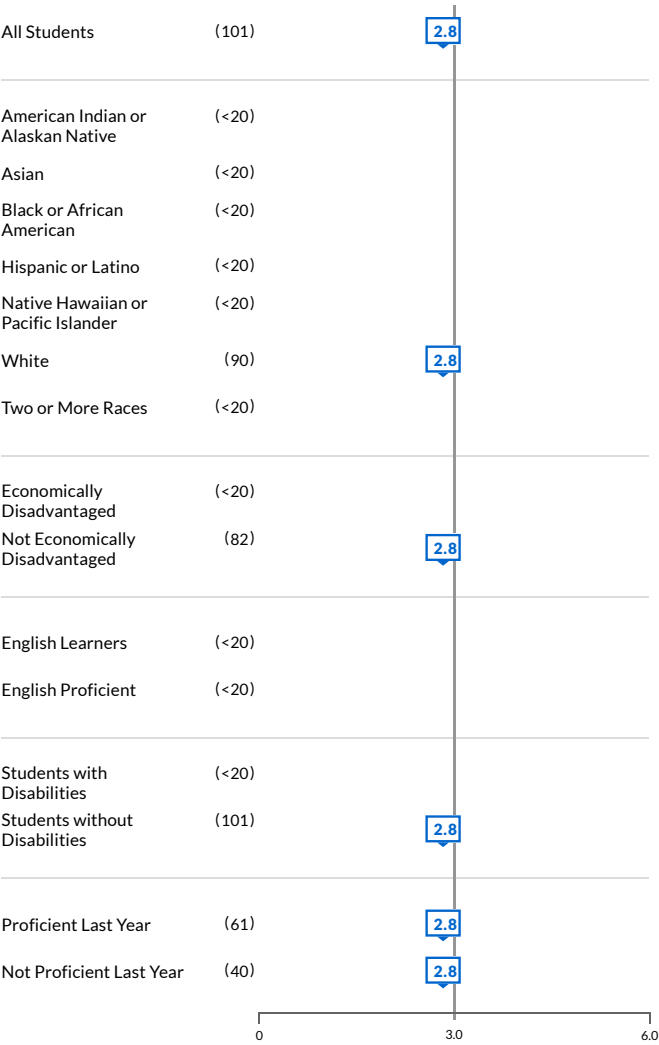 All Students (101) 2.8
American Indian or (<20)
Alaskan Native
Asian (<20)
Black or African (<20)
American
Hispanic or Latino (<20)
Native Hawaiian or (<20)
Pacific Islander
White (90) 2.8
Two or More Races (<20)
Economically (<20)
Disadvantaged
Not Economically (82) 2.8
Disadvantaged
English Learners (<20)
English Proficient (<20)
Students with (<20)
Disabilities
Students without (101) 2.8
Disabilities
Proficient Last Year (61) 2.8
Not Proficient Last Year (40) 2.8
0 3.0 6.0